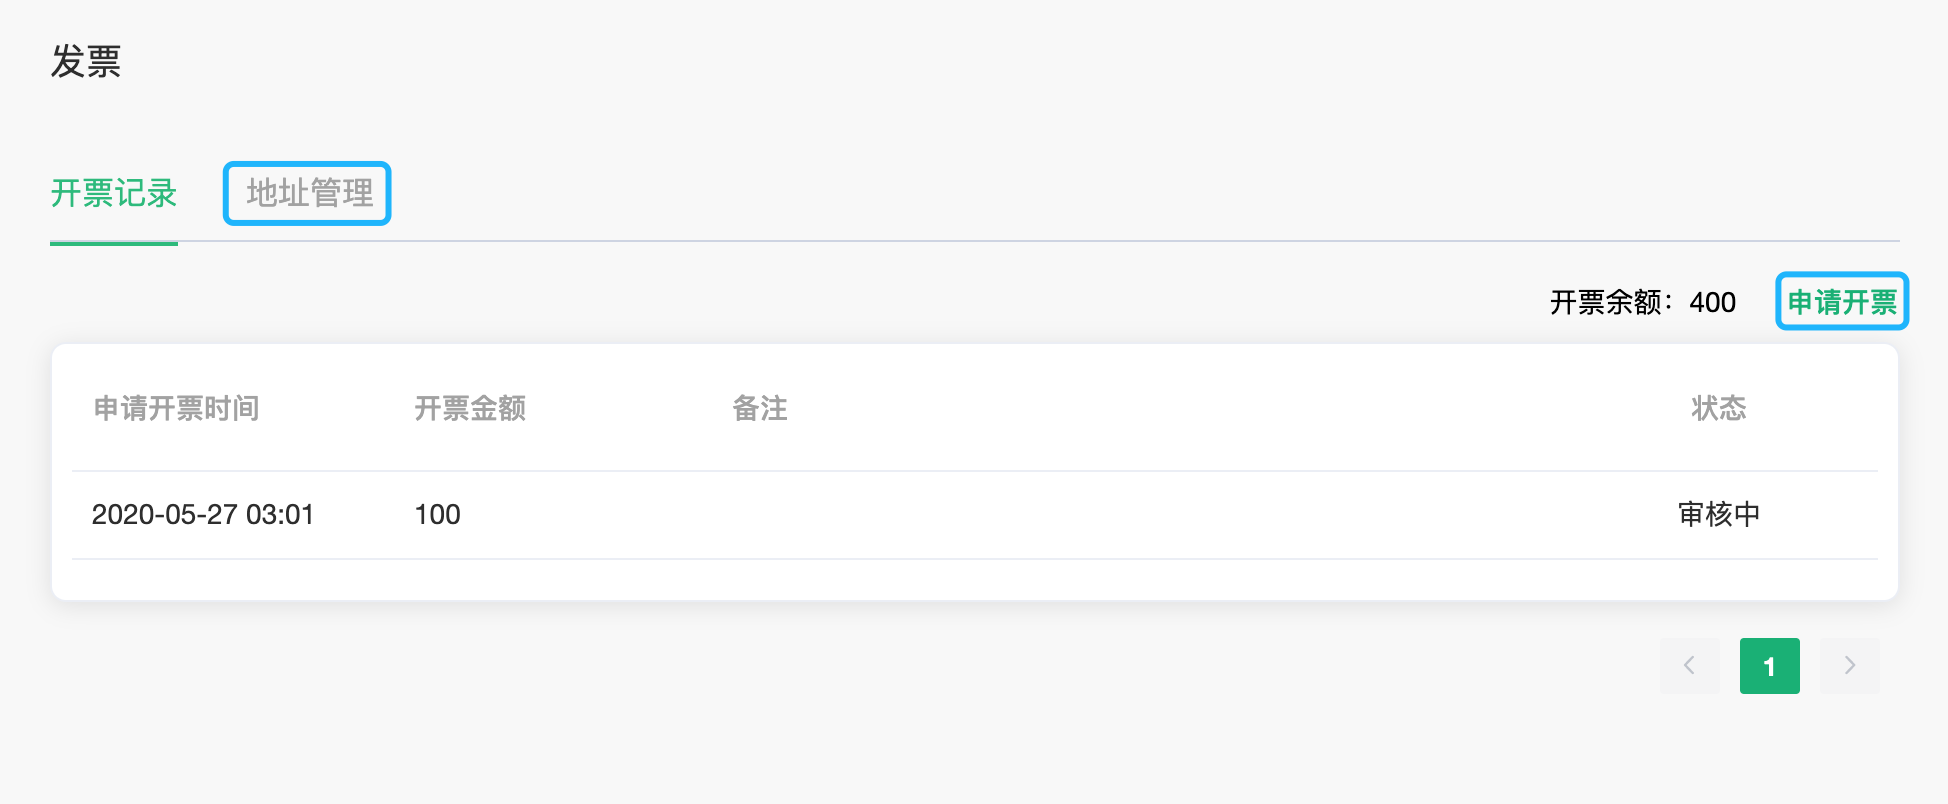 发票
开票记录 地址管理
开票余额：400 申请开票
申请开票时间 开票金额 备注 状态
2020-05-27 03:01 100 审核中
1